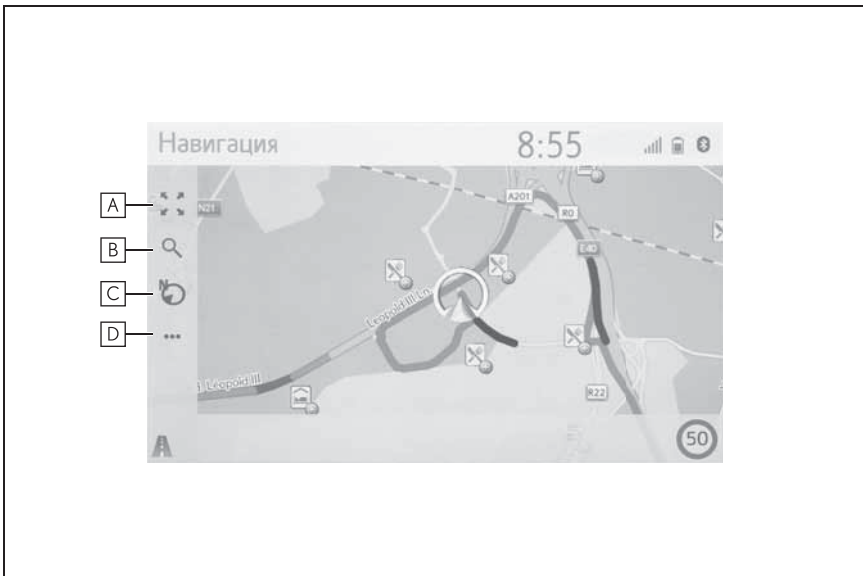 Навигация 8:55
A
A201
N21
R0
B
E40
C
Leopold III Ln.
D
d. Leopold III
R22
50